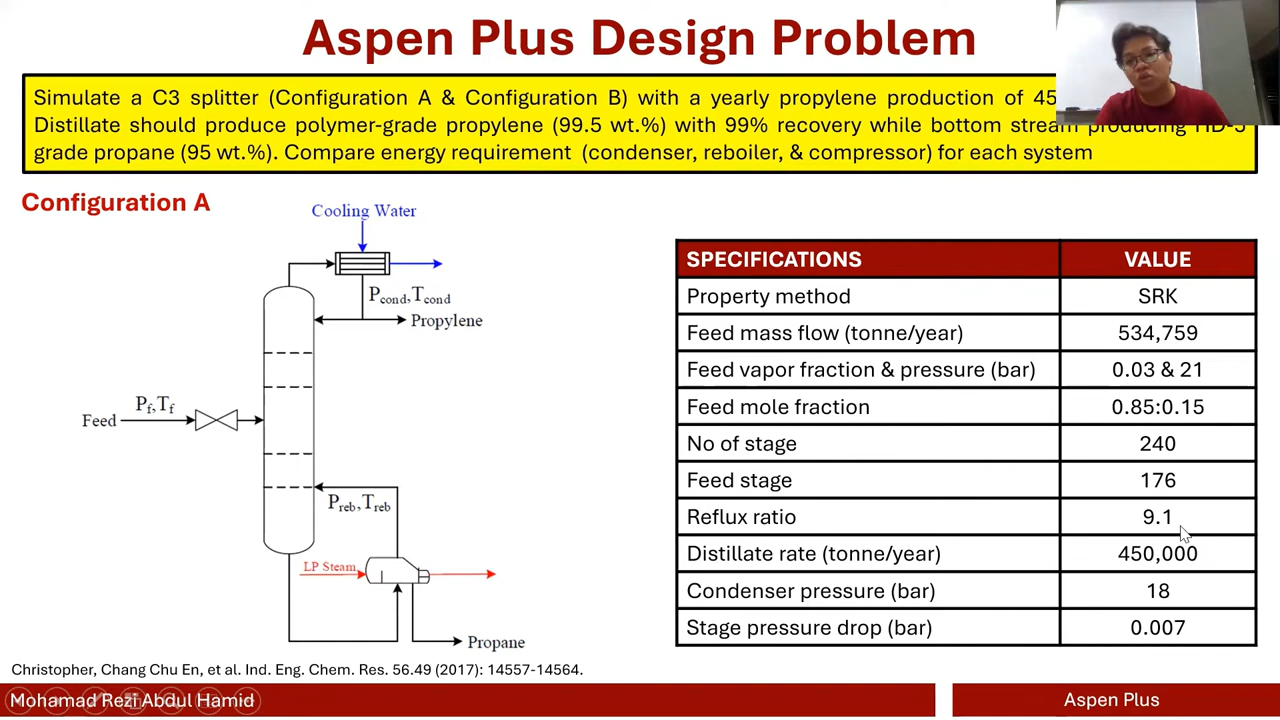 Aspen Plus Design Problem
Simulate a C3 splitter (Configuration A & Configuration B) with a yearly propylene production of 45
Distillate should produce polymer-grade propylene (99.5 wt.%) with 99% recovery while bottom stream producing HD-5
grade propane (95 wt.%). Compare energy requirement (condenser, reboiler, & compressor) for each system
Configuration A
Cooling Water
Pcond,Tcond
Propylene
Pf,Tf
Feed
Preb,Treb
LP Steam
Propane
SPECIFICATIONS VALUE
Property method SRK
Feed mass flow (tonne/year) 534,759
Feed vapor fraction & pressure (bar) 0.03 & 21
Feed mole fraction 0.85:0.15
No of stage 240
Feed stage 176
Reflux ratio 9.1
Distillate rate (tonne/year) 450,000
Condenser pressure (bar) 18
Stage pressure drop (bar) 0.007
Christopher, Chang Chu En, et al. Ind. Eng. Chem. Res. 56.49 (2017): 14557-14564.
Mohamad Rezi Abdul Hamid
Aspen Plus